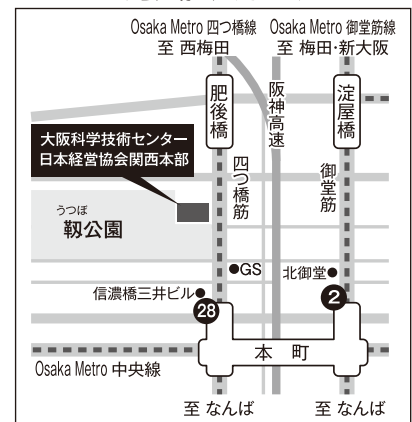 Osaka Metro 四つ橋線
至 西梅田
Osaka Metro 御堂筋線
至 梅田・新大阪
肥後橋
阪神高速
淀屋橋
大阪科学技術センター
日本経営協会関西本部
四つ橋筋
御堂筋
うつぼ
靱公園
GS
北御堂
信濃橋三井ビル
28
2
本町
Osaka Metro 中央線
至 なんば
至 なんば